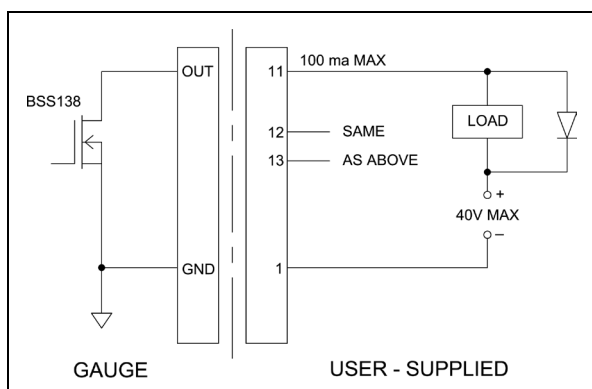 OUT
11
100 ma MAX
BSS138
LOAD
12
SAME
13
AS ABOVE
+
40V MAX
–
GND
1
GAUGE
USER - SUPPLIED